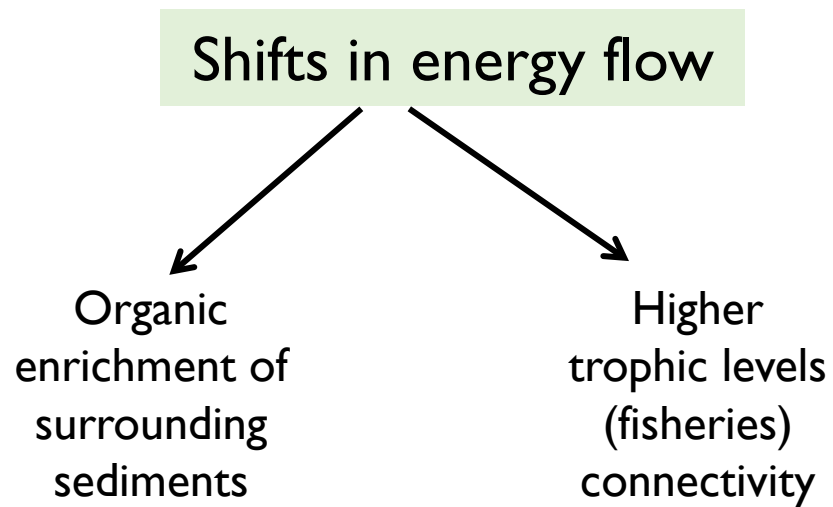 Shifts in energy flow
Organic
enrichment of
surrounding
sediments
Higher
trophic levels
(fisheries)
connectivity